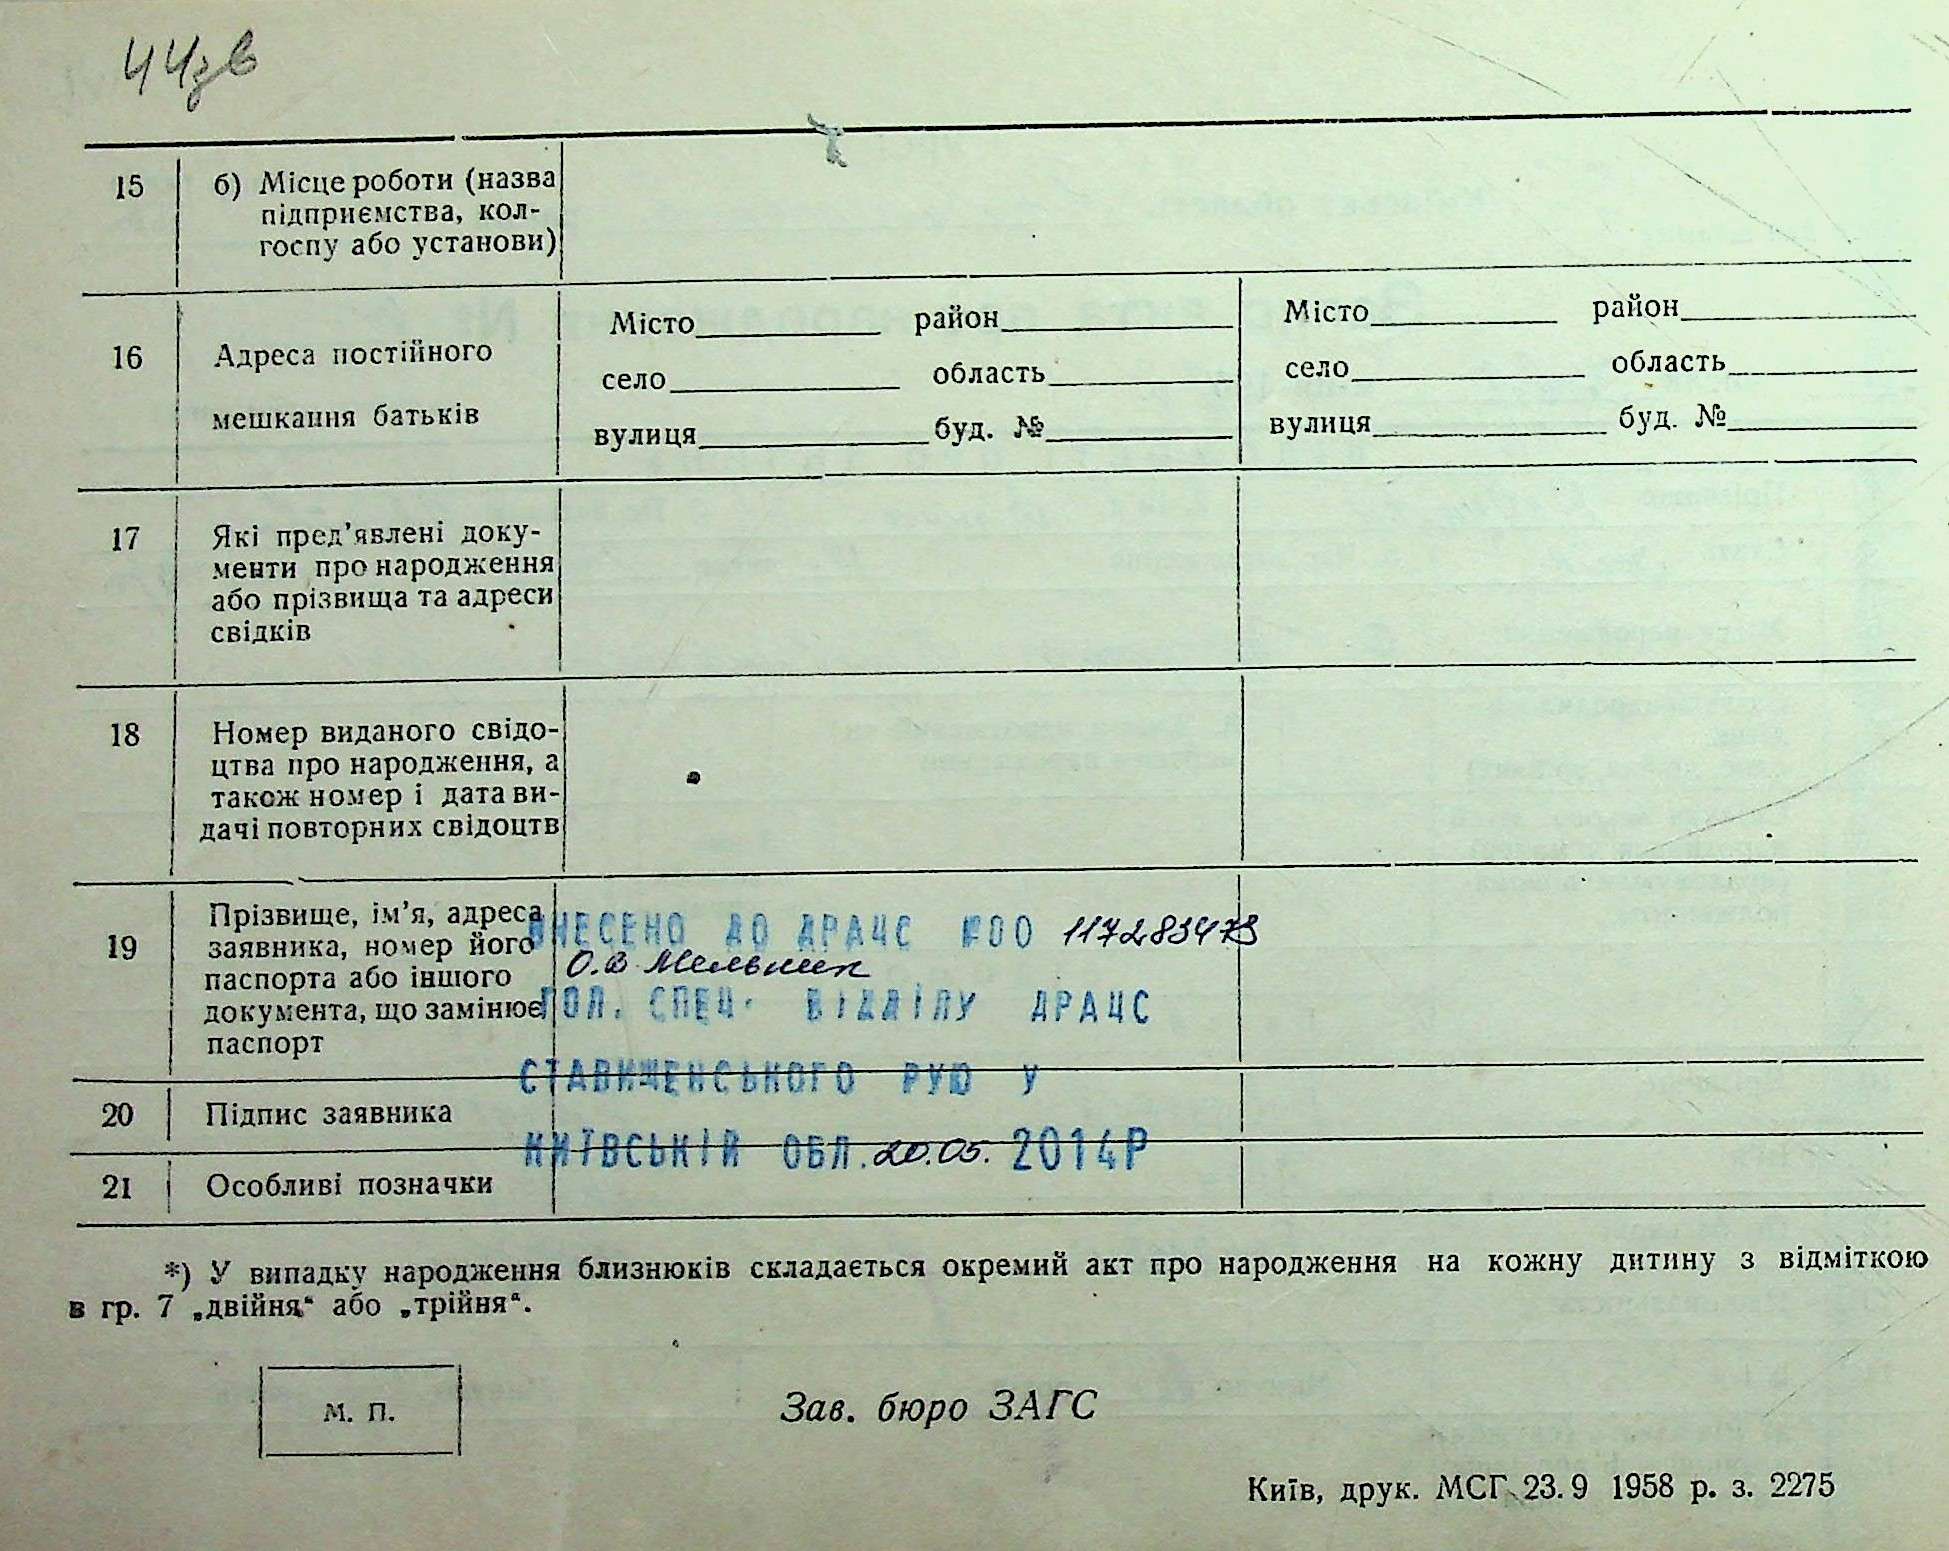 44зв
15 б) Місце роботи (назва
підприємства, кол-
госпу або установи)
16 Адреса постійного
мешкання батьків
Місто район
село область
вулиця буд. №
Місто район
село область
вулиця буд. №
17 Які пред’явлені доку-
менти про народження
або прізвища та адреси
свідків
18 Номер виданого свідо-
цтва про народження, а
також номер і дата ви-
дачі повторних свідоцтв
19 Прізвище, ім’я, адреса
заявника, номер його
паспорта або іншого
документа, що замінює
паспорт
ВНЕСЕНО ДО ДРАЦС №00 117283473
О.В Мельник
ГОЛ. СПЕЦ. ВІДДІЛУ ДРАЦС
СТАВИЩЕНСЬКОГО РУЮ У
КИЇВСЬКІЙ ОБЛ. 20.05. 2014Р
20 Підпис заявника
21 Особливі позначки
*) У випадку народження близнюків складається окремий акт про народження на кожну дитину з відміткою
в гр. 7 „двійня“ або „трійня“.
М. П.
Зав. бюро ЗАГС
Київ, друк. МСГ 23.9 1958 р. з. 2275